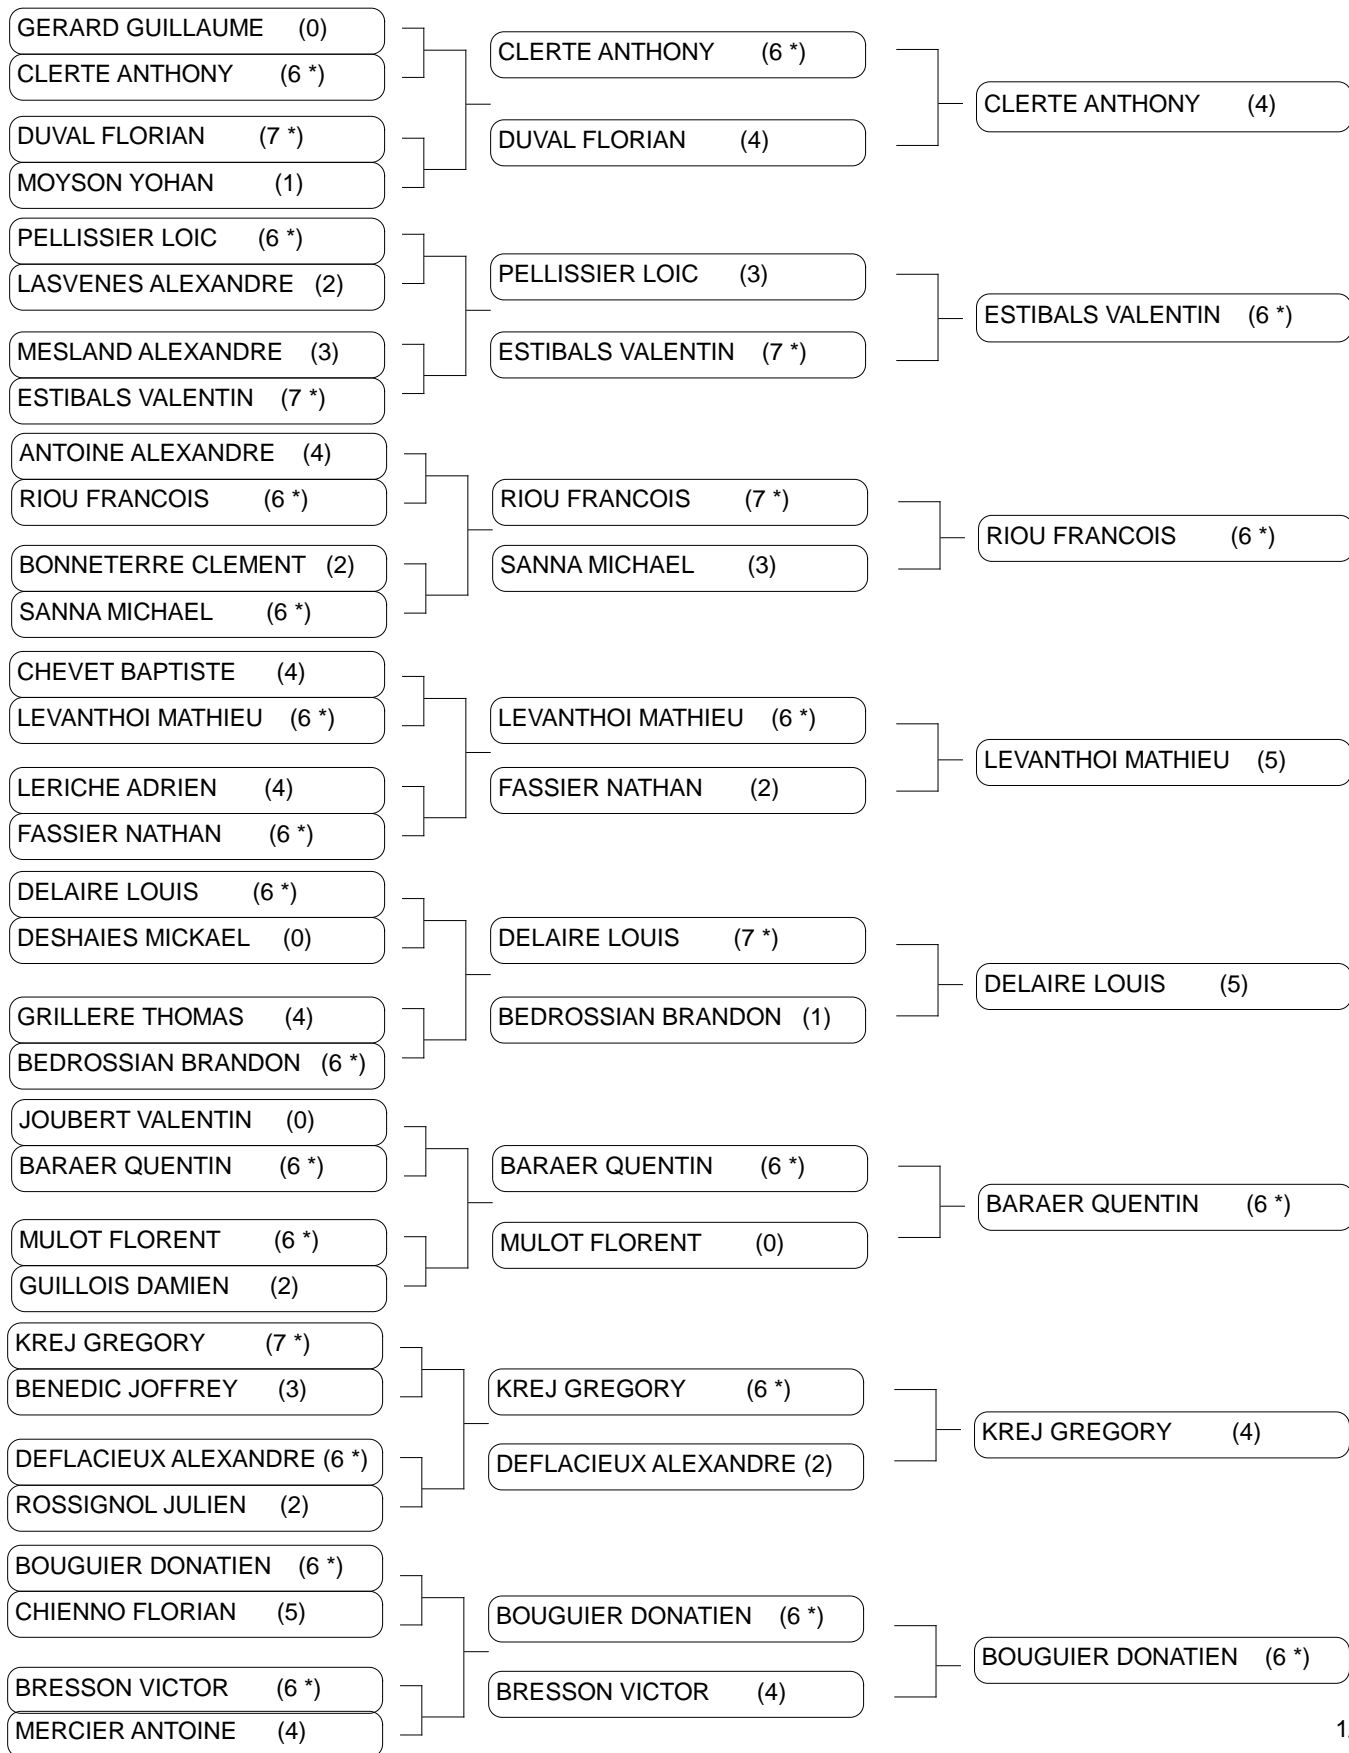 GERARD GUILLAUME (0)
CLERTE ANTHONY (6 *)
DUVAL FLORIAN (7 *)
MOYSON YOHAN (1)
PELLISSIER LOIC (6 *)
LASVENES ALEXANDRE (2)
MESLAND ALEXANDRE (3)
ESTIBALS VALENTIN (7 *)
ANTOINE ALEXANDRE (4)
RIOU FRANCOIS (6 *)
BONNETERRE CLEMENT (2)
SANNA MICHAEL (6 *)
CHEVET BAPTISTE (4)
LEVANTHOI MATHIEU (6 *)
LERICHE ADRIEN (4)
FASSIER NATHAN (6 *)
DELAIRE LOUIS (6 *)
DESHAIES MICKAEL (0)
GRILLERE THOMAS (4)
BEDROSSIAN BRANDON (6 *)
JOUBERT VALENTIN (0)
BARAER QUENTIN (6 *)
MULOT FLORENT (6 *)
GUILLOIS DAMIEN (2)
KREJ GREGORY (7 *)
BENEDIC JOFFREY (3)
DEFLACIEUX ALEXANDRE (6 *)
ROSSIGNOL JULIEN (2)
BOUGUIER DONATIEN (6 *)
CHIENNO FLORIAN (5)
BRESSON VICTOR (6 *)
MERCIER ANTOINE (4)
CLERTE ANTHONY (6 *)
DUVAL FLORIAN (4)
PELLISSIER LOIC (3)
ESTIBALS VALENTIN (7 *)
RIOU FRANCOIS (7 *)
SANNA MICHAEL (3)
LEVANTHOI MATHIEU (6 *)
FASSIER NATHAN (2)
DELAIRE LOUIS (7 *)
BEDROSSIAN BRANDON (1)
BARAER QUENTIN (6 *)
MULOT FLORENT (0)
KREJ GREGORY (6 *)
DEFLACIEUX ALEXANDRE (2)
BOUGUIER DONATIEN (6 *)
BRESSON VICTOR (4)
CLERTE ANTHONY (4)
ESTIBALS VALENTIN (6 *)
RIOU FRANCOIS (6 *)
LEVANTHOI MATHIEU (5)
DELAIRE LOUIS (5)
BARAER QUENTIN (6 *)
KREJ GREGORY (4)
BOUGUIER DONATIEN (6 *)